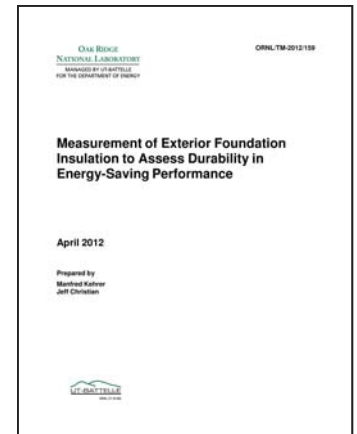 OAK RIDGE
NATIONAL LABORATORY
MANAGED BY UT-BATTELLE
FOR THE DEPARTMENT OF ENERGY
ORNL/TM-2012/159
Measurement of Exterior Foundation
Insulation to Assess Durability in
Energy-Saving Performance
April 2012
Prepared by
Manfred Kehrer
Jeff Christian
UT-BATTELLE